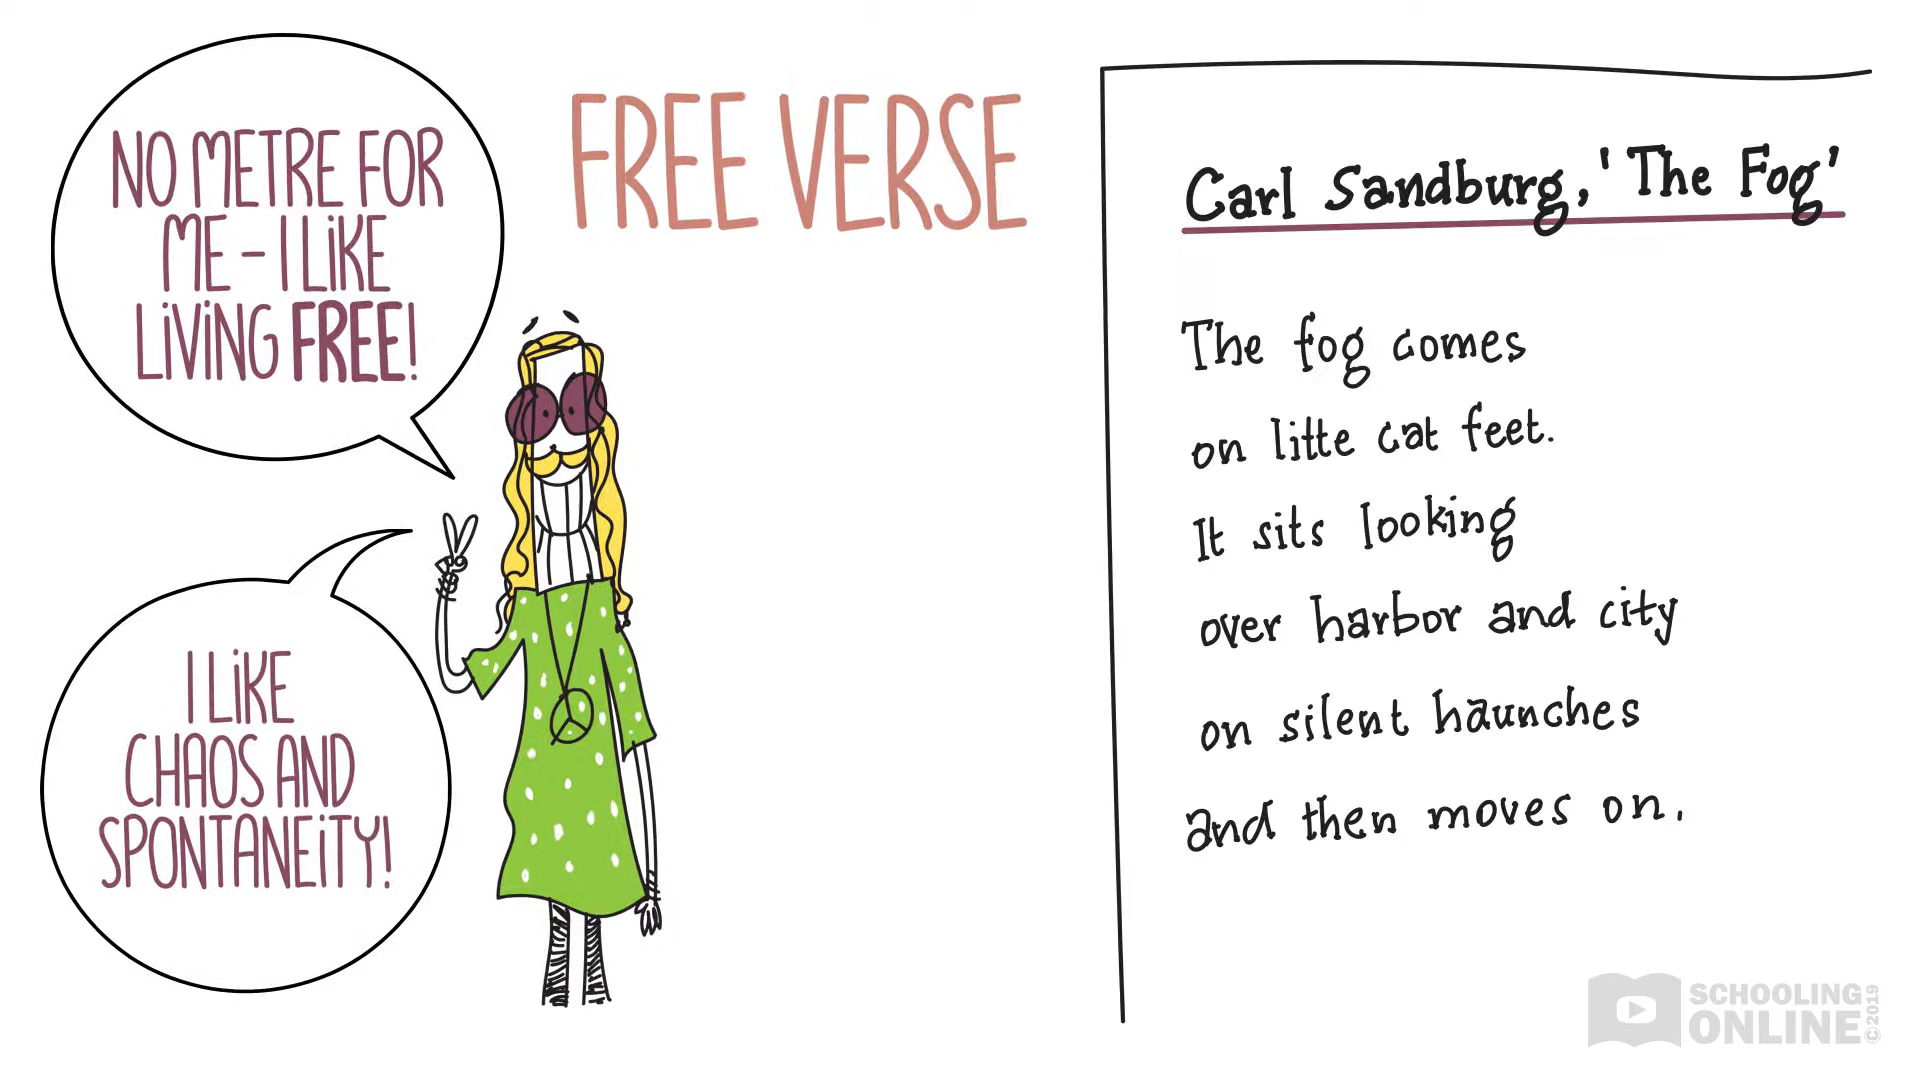 NO METRE FOR
ME - I LIKE
LIVING FREE!
I LIKE
CHAOS AND
SPONTANEITY!
FREE VERSE
Carl Sandburg, 'The Fog'
The fog comes
on litte cat feet.
It sits looking
over harbor and city
on silent haunches
and then moves on.
SCHOOLING
ONLINE
©2019